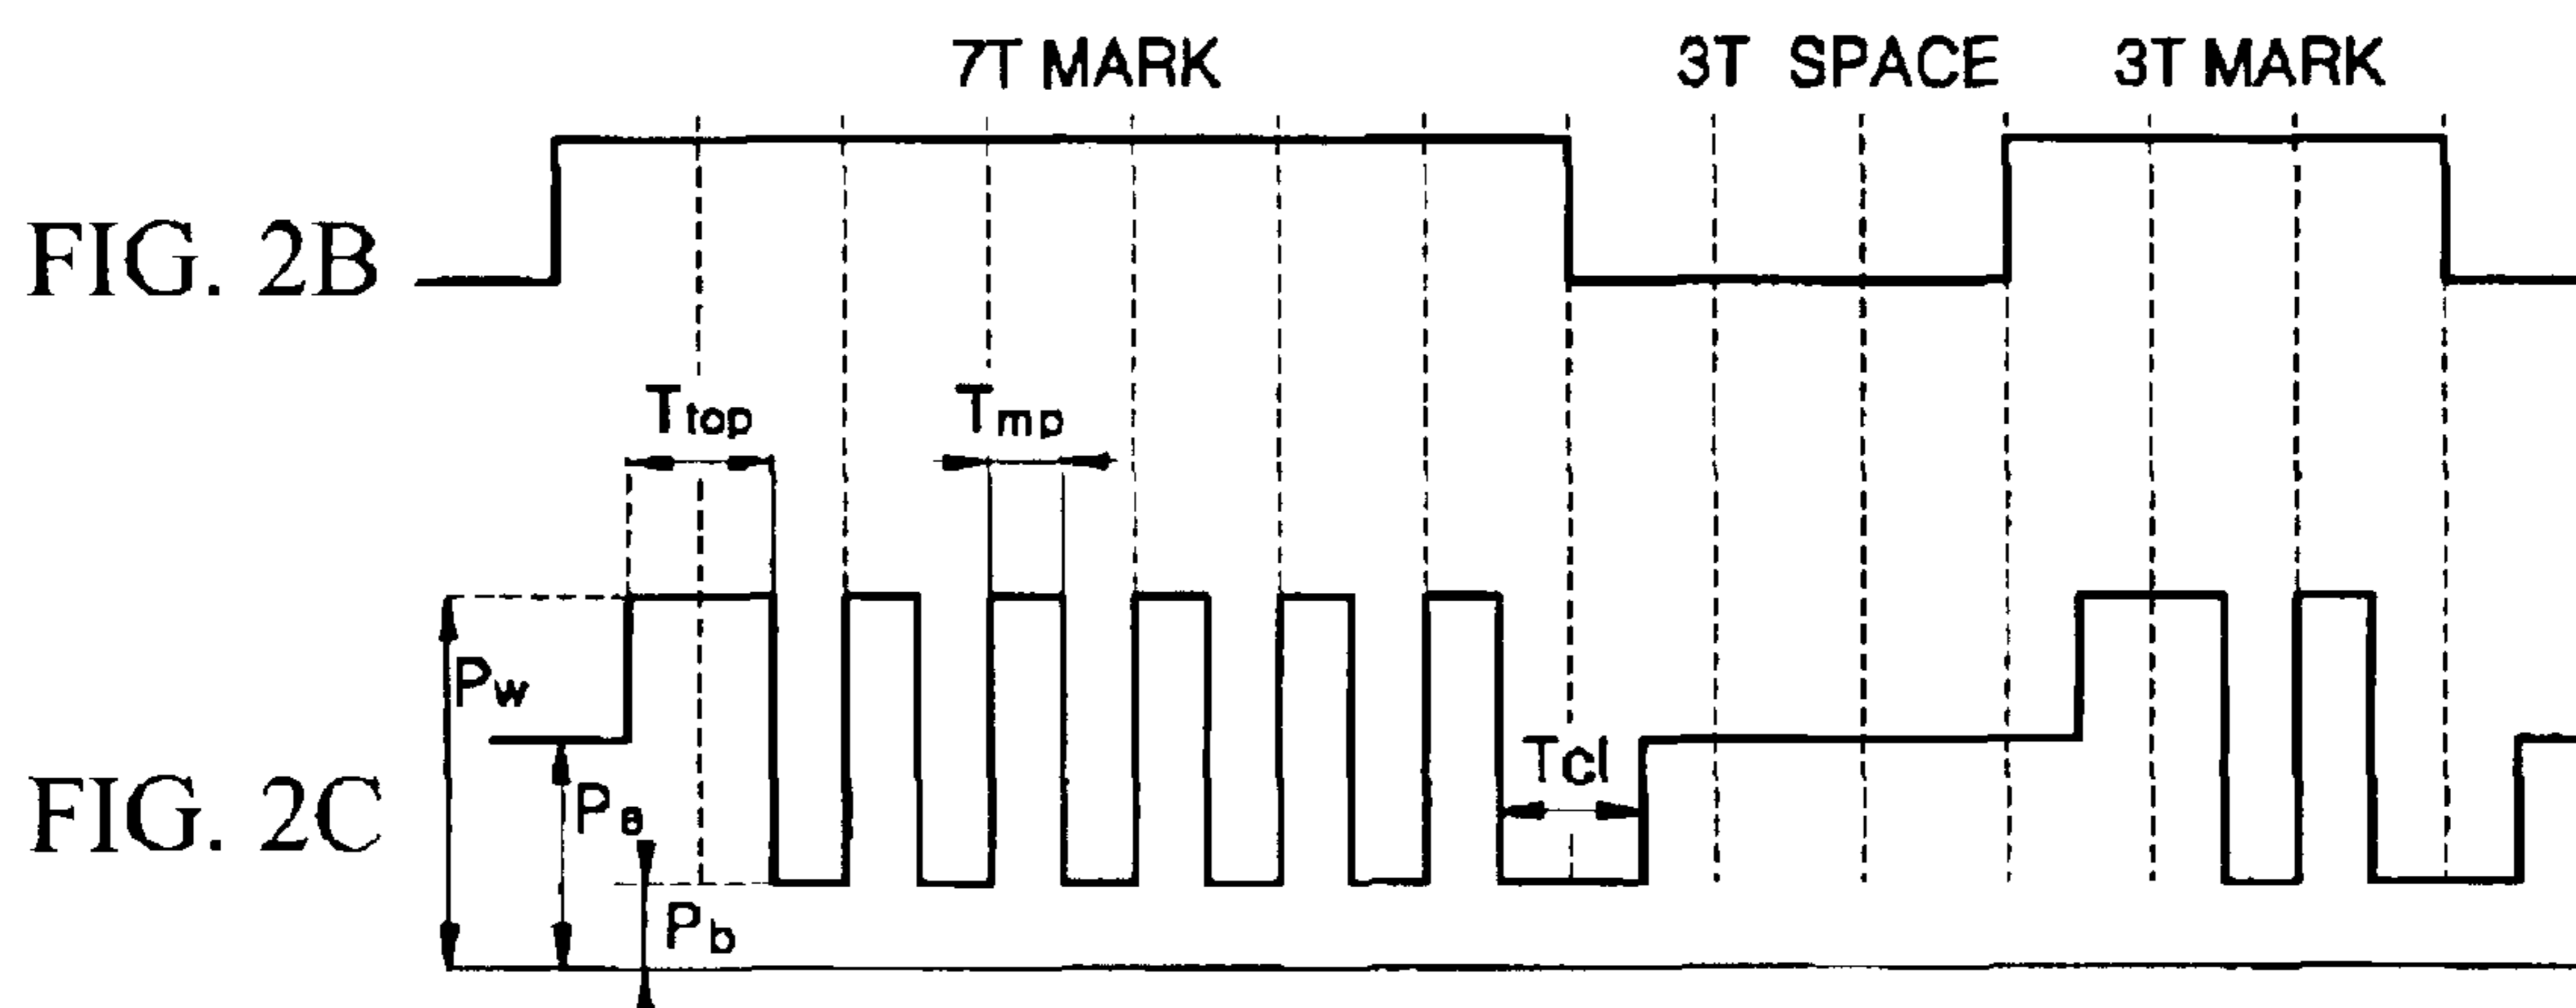 7T MARK 3T SPACE 3T MARK
FIG. 2B
Ttop Tmp
Pw
Tcl
Pe
FIG. 2C
Pb